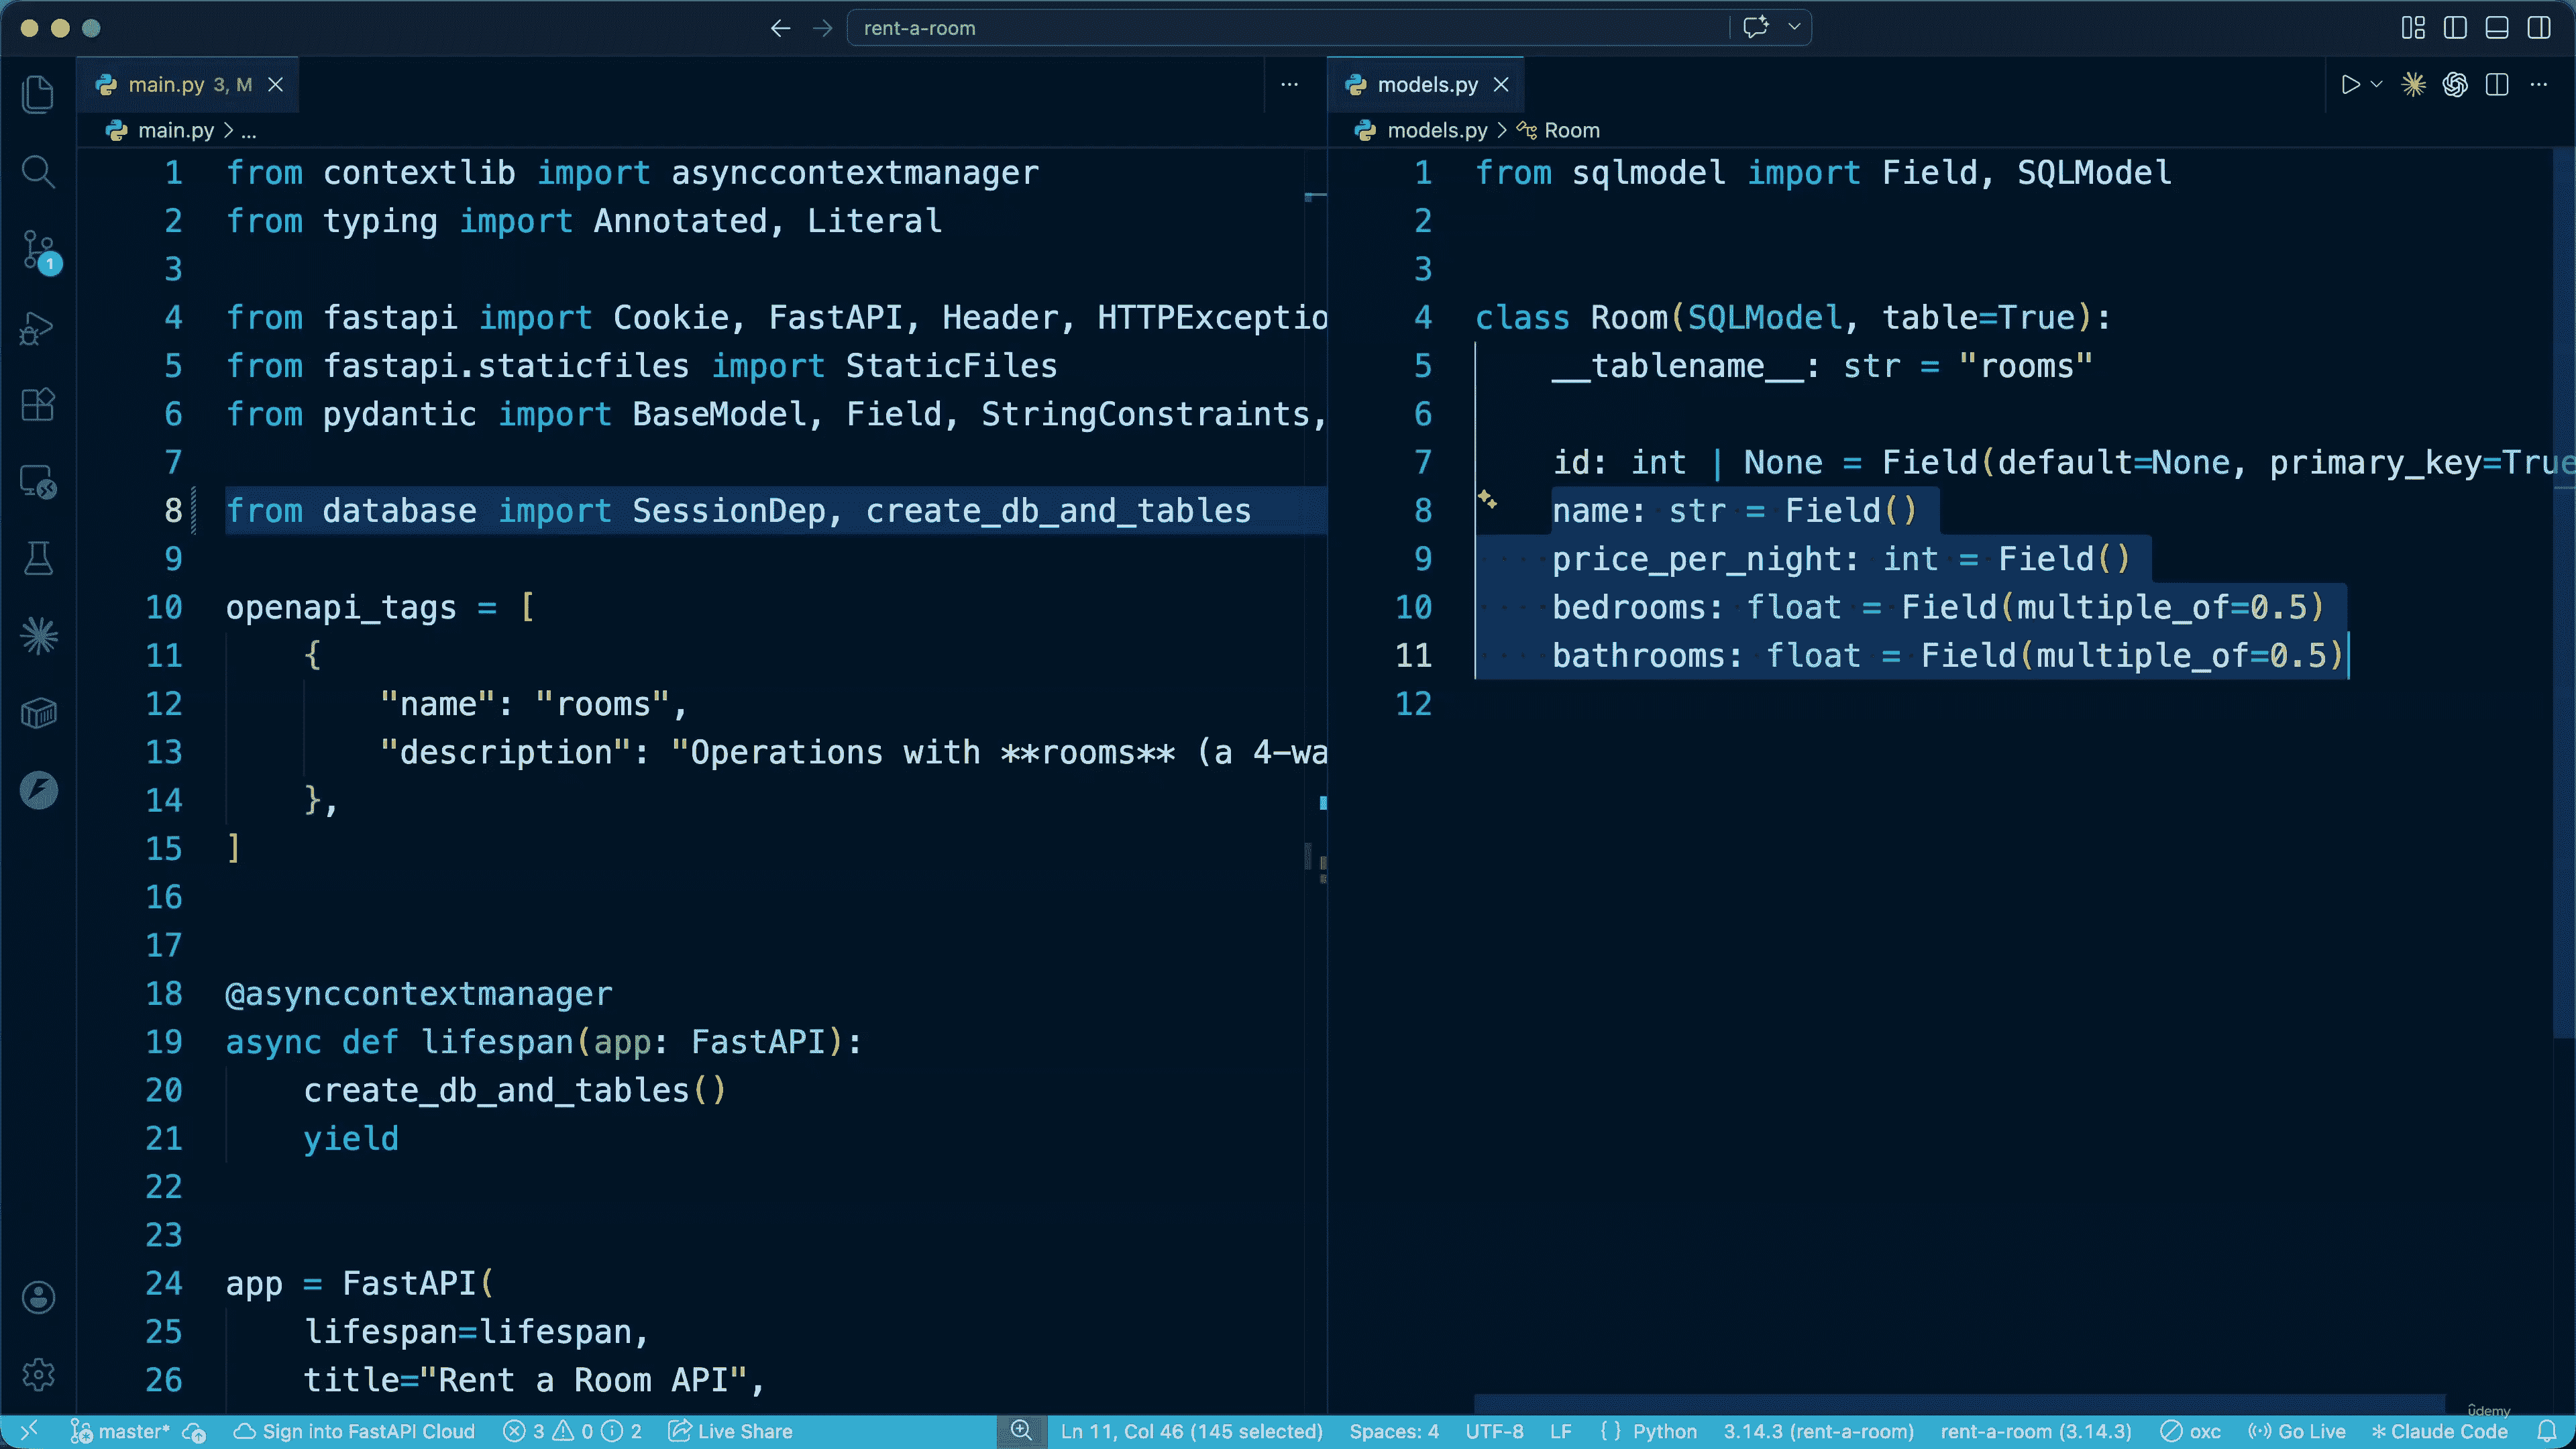 rent-a-room
main.py 3, M
main.py > ...
1 from contextlib import asynccontextmanager
2 from typing import Annotated, Literal
3
4 from fastapi import Cookie, FastAPI, Header, HTTPExceptio
5 from fastapi.staticfiles import StaticFiles
6 from pydantic import BaseModel, Field, StringConstraints,
7
8 from database import SessionDep, create_db_and_tables
9
10 openapi_tags = [
11 {
12 "name": "rooms",
13 "description": "Operations with **rooms** (a 4-wa
14 },
15 ]
16
17
18 @asynccontextmanager
19 async def lifespan(app: FastAPI):
20 create_db_and_tables()
21 yield
22
23
24 app = FastAPI(
25 lifespan=lifespan,
26 title="Rent a Room API",
models.py
models.py > Room
1 from sqlmodel import Field, SQLModel
2
3
4 class Room(SQLModel, table=True):
5 __tablename__: str = "rooms"
6
7 id: int | None = Field(default=None, primary_key=True
8 name: str = Field()
9 price_per_night: int = Field()
10 bedrooms: float = Field(multiple_of=0.5)
11 bathrooms: float = Field(multiple_of=0.5)
12
1
udemy
master* Sign into FastAPI Cloud 3 0 2 Live Share Ln 11, Col 46 (145 selected) Spaces: 4 UTF-8 LF { } Python 3.14.3 (rent-a-room) rent-a-room (3.14.3) oxc Go Live Claude Code